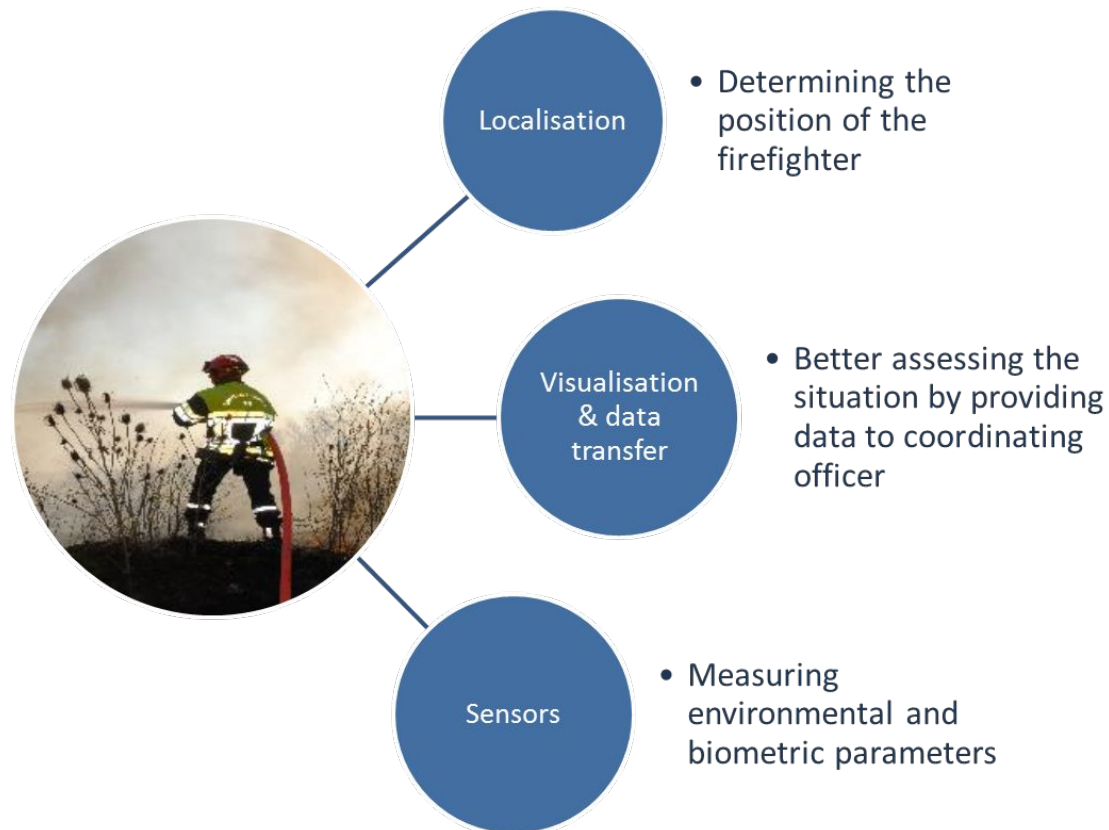 Localisation
• Determining the
position of the
firefighter
Visualisation
& data
transfer
• Better assessing the
situation by providing
data to coordinating
officer
Sensors
• Measuring
environmental and
biometric parameters